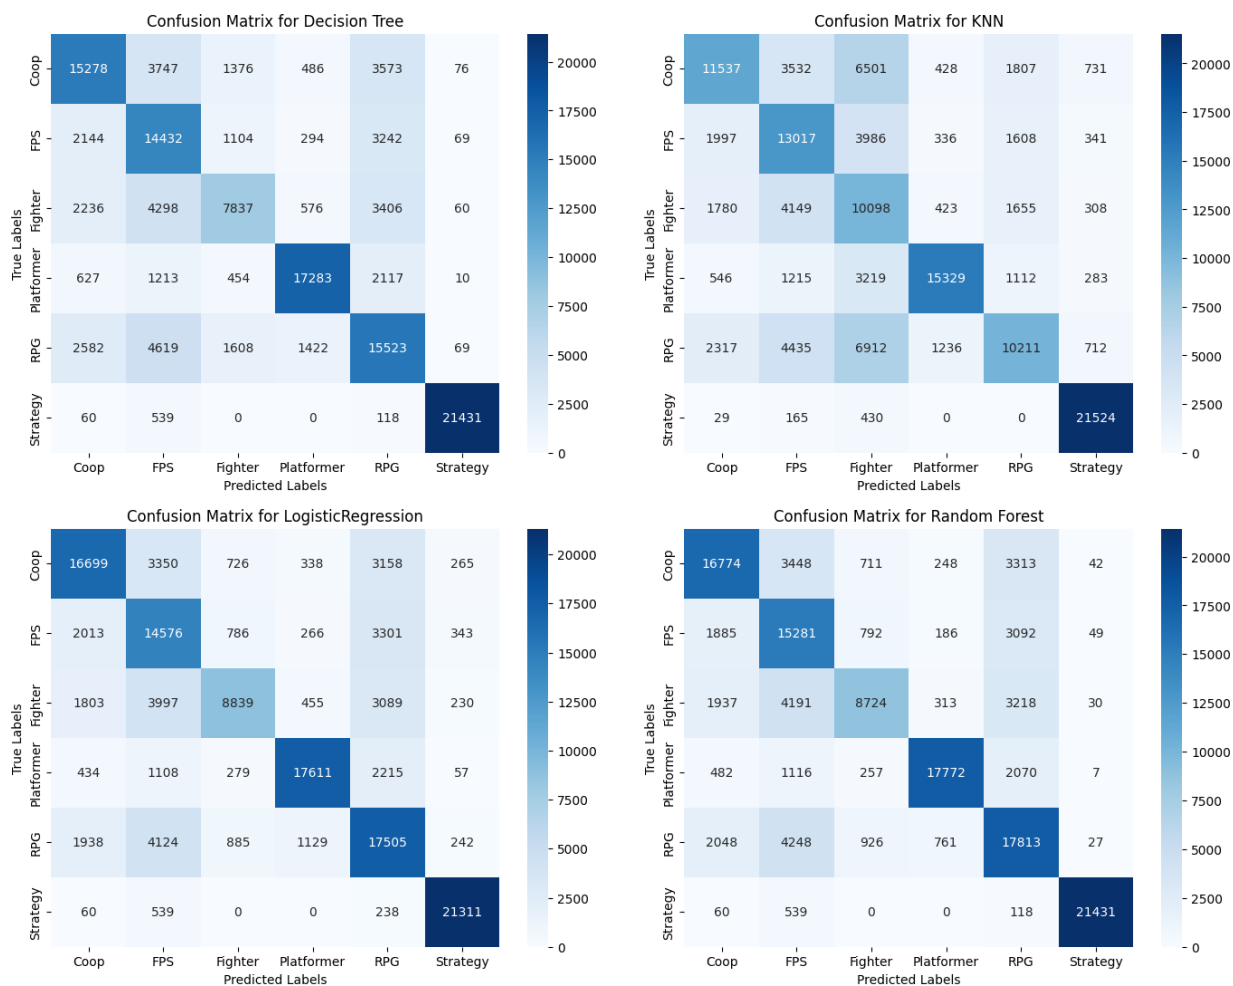 Confusion Matrix for Decision Tree
True Labels
Coop 15278 3747 1376 486 3573 76
FPS 2144 14432 1104 294 3242 69
Fighter 2236 4298 7837 576 3406 60
Platformer 627 1213 454 17283 2117 10
RPG 2582 4619 1608 1422 15523 69
Strategy 60 539 0 0 118 21431
Coop FPS Fighter Platformer RPG Strategy
Predicted Labels
20000
17500
15000
12500
10000
7500
5000
2500
0
Confusion Matrix for KNN
True Labels
Coop 11537 3532 6501 428 1807 731
FPS 1997 13017 3986 336 1608 341
Fighter 1780 4149 10098 423 1655 308
Platformer 546 1215 3219 15329 1112 283
RPG 2317 4435 6912 1236 10211 712
Strategy 29 165 430 0 0 21524
Coop FPS Fighter Platformer RPG Strategy
Predicted Labels
20000
17500
15000
12500
10000
7500
5000
2500
0
Confusion Matrix for LogisticRegression
True Labels
Coop 16699 3350 726 338 3158 265
FPS 2013 14576 786 266 3301 343
Fighter 1803 3997 8839 455 3089 230
Platformer 434 1108 279 17611 2215 57
RPG 1938 4124 885 1129 17505 242
Strategy 60 539 0 0 238 21311
Coop FPS Fighter Platformer RPG Strategy
Predicted Labels
20000
17500
15000
12500
10000
7500
5000
2500
0
Confusion Matrix for Random Forest
True Labels
Coop 16774 3448 711 248 3313 42
FPS 1885 15281 792 186 3092 49
Fighter 1937 4191 8724 313 3218 30
Platformer 482 1116 257 17772 2070 7
RPG 2048 4248 926 761 17813 27
Strategy 60 539 0 0 118 21431
Coop FPS Fighter Platformer RPG Strategy
Predicted Labels
20000
17500
15000
12500
10000
7500
5000
2500
0